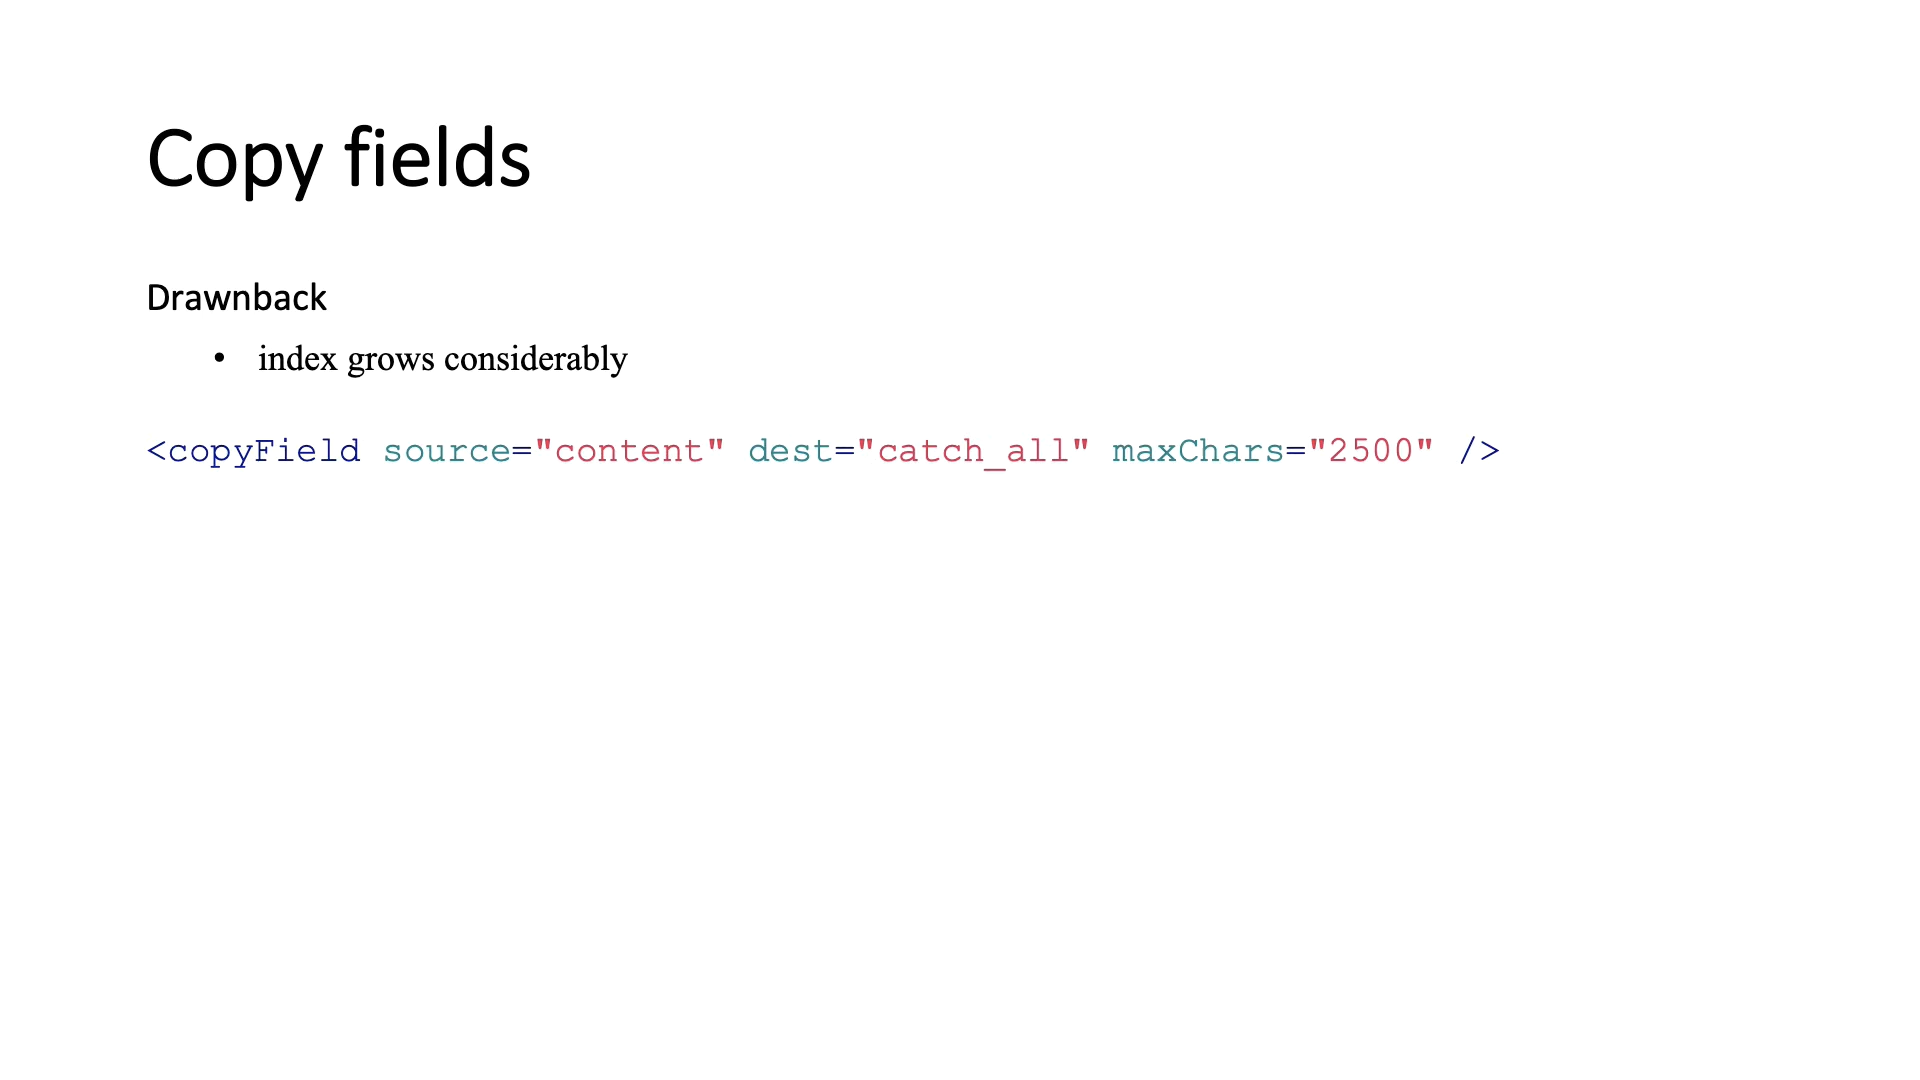 Copy fields
Drawnback
• index grows considerably
<copyField source="content" dest="catch_all" maxChars="2500" />